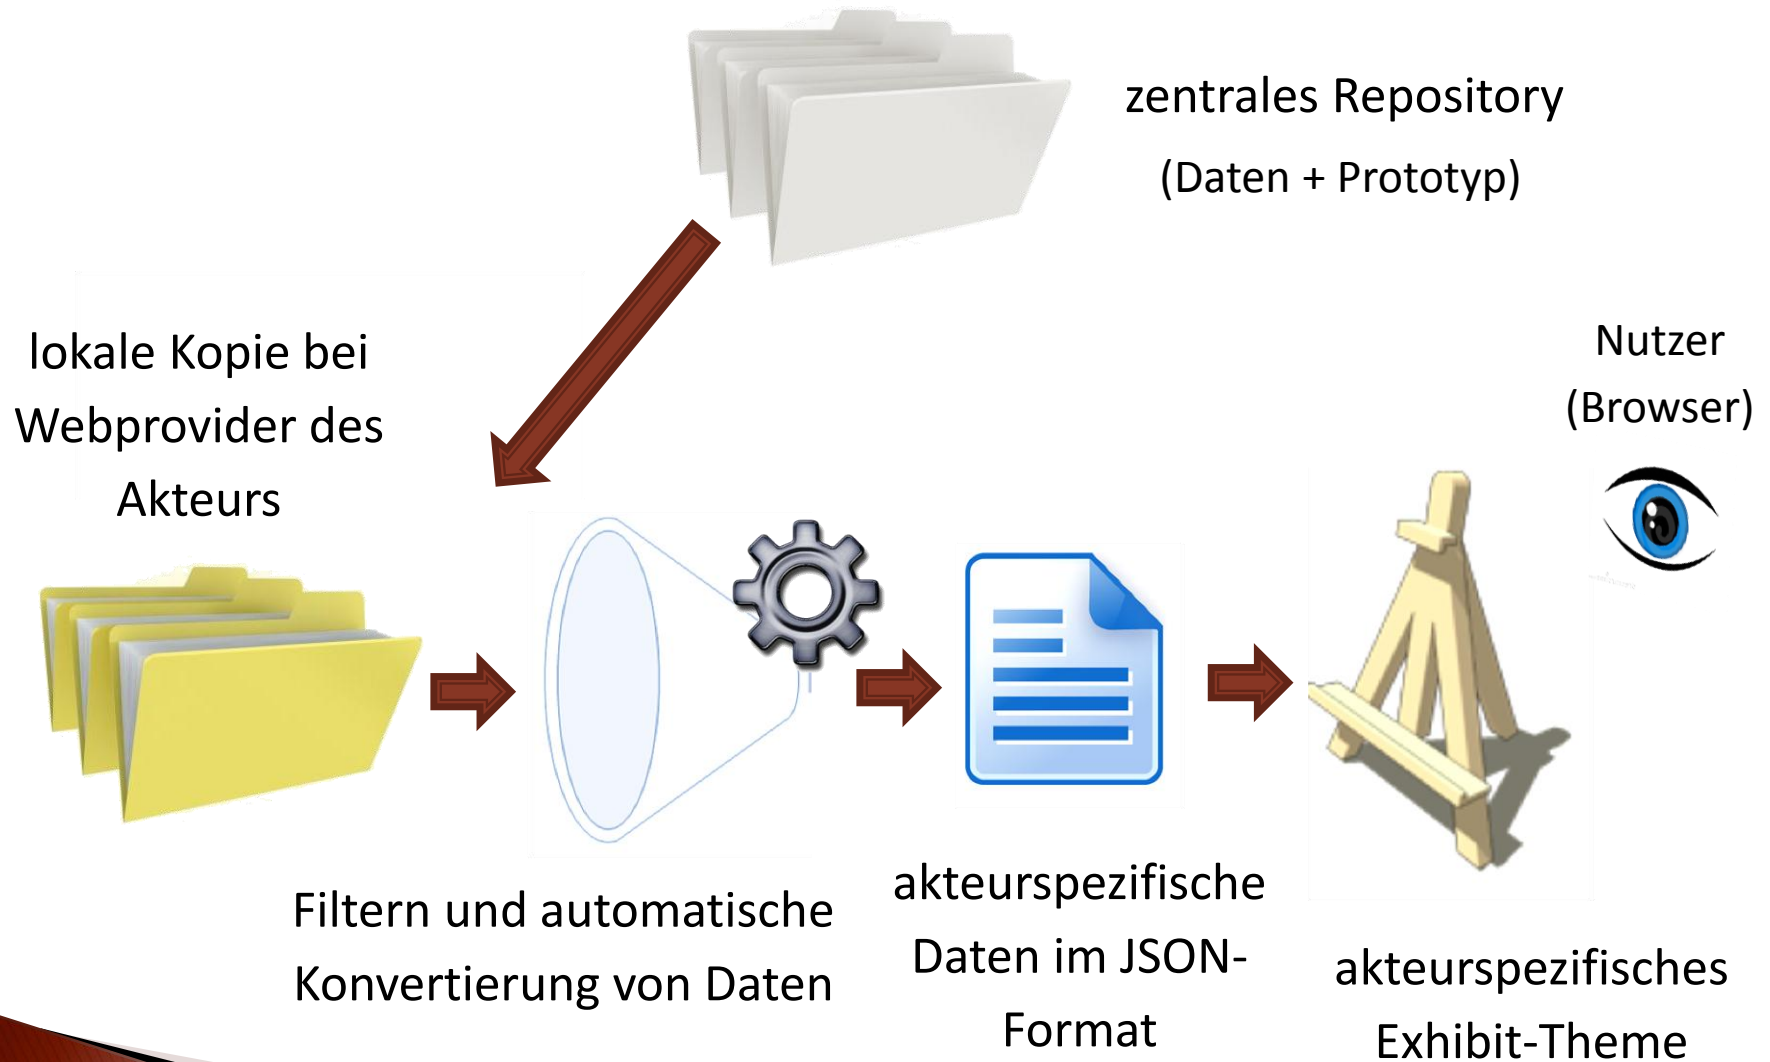 zentrales Repository
(Daten + Prototyp)
lokale Kopie bei
Webprovider des
Akteurs
Nutzer
(Browser)
Filtern und automatische
Konvertierung von Daten
akteurspezifische
Daten im JSON-
Format
akteurspezifisches
Exhibit-Theme